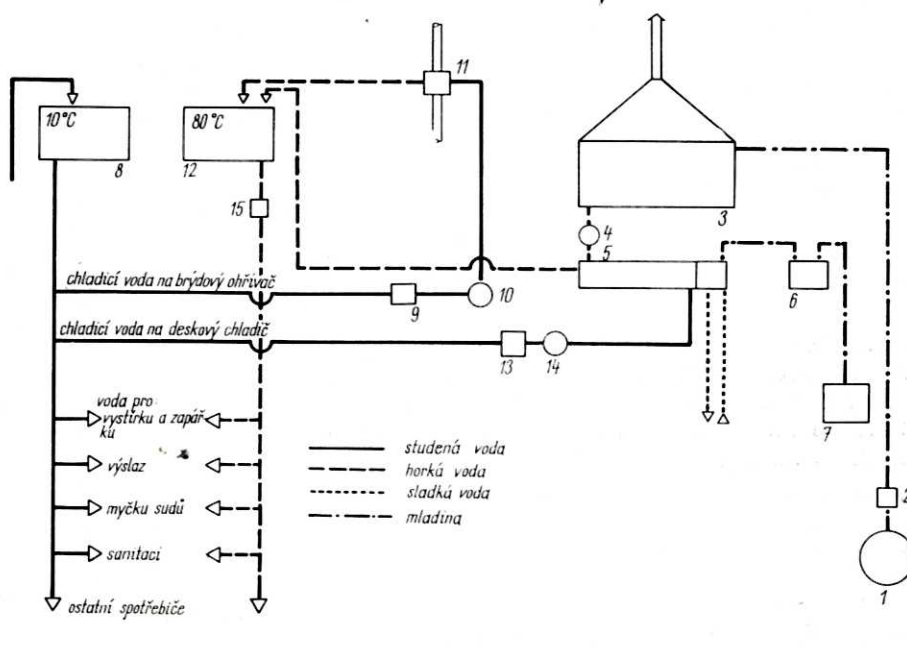 11
10°C
80°C
8
12
3
15
4
5
chladicí voda na brýdový ohřívač
9
10
6
chladicí voda na deskový chladič
13
14
7
voda pro:
vystírku a zapář
ku
výslaz
myčku sudů
sanitaci
ostatní spotřebiče
studená voda
horká voda
sladká voda
mladina
2
1